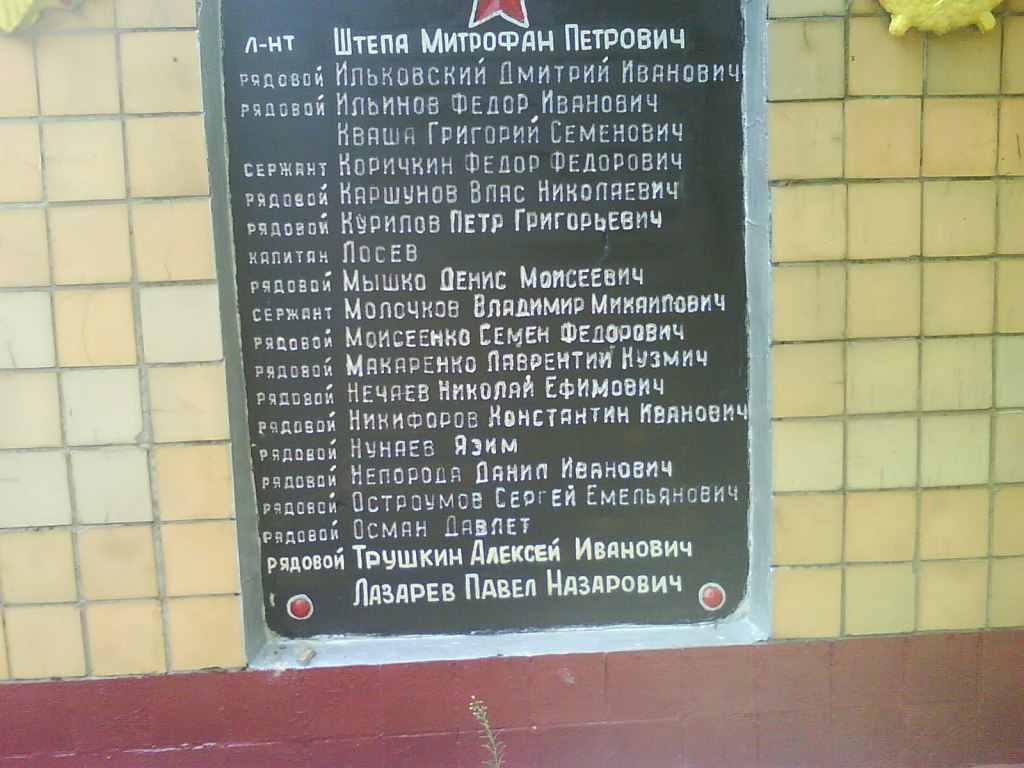 Л-НТ ШТЕПА МИТРОФАН ПЕТРОВИЧ
РЯДОВОЙ ИЛЬКОВСКИЙ ДМИТРИЙ ИВАНОВИЧ
РЯДОВОЙ ИЛЬИНОВ ФЕДОР ИВАНОВИЧ
КВАША ГРИГОРИЙ СЕМЕНОВИЧ
СЕРЖАНТ КОРИЧКИН ФЕДОР ФЕДОРОВИЧ
РЯДОВОЙ КАРШУНОВ ВЛАС НИКОЛАЕВИЧ
РЯДОВОЙ КУРИЛОВ ПЕТР ГРИГОРЬЕВИЧ
КАПИТАН ЛОСЕВ
РЯДОВОЙ МЫШКО ДЕНИС МОИСЕЕВИЧ
СЕРЖАНТ МОЛОЧКОВ ВЛАДИМИР МИХАИЛОВИЧ
РЯДОВОЙ МОИСЕЕНКО СЕМЕН ФЕДОРОВИЧ
РЯДОВОЙ МАКАРЕНКО ЛАВРЕНТИЙ КУЗМИЧ
РЯДОВОЙ НЕЧАЕВ НИКОЛАЙ ЕФИМОВИЧ
РЯДОВОЙ НИКИФОРОВ КОНСТАНТИН ИВАНОВИЧ
РЯДОВОЙ НУНАЕВ ЯЗИМ
РЯДОВОЙ НЕПОРОДА ДАНИЛ ИВАНОВИЧ
РЯДОВОЙ ОСТРОУМОВ СЕРГЕЙ ЕМЕЛЬЯНОВИЧ
РЯДОВОЙ ОСМАН ДАВЛЕТ
РЯДОВОЙ ТРУШКИН АЛЕКСЕЙ ИВАНОВИЧ
ЛАЗАРЕВ ПАВЕЛ НАЗАРОВИЧ